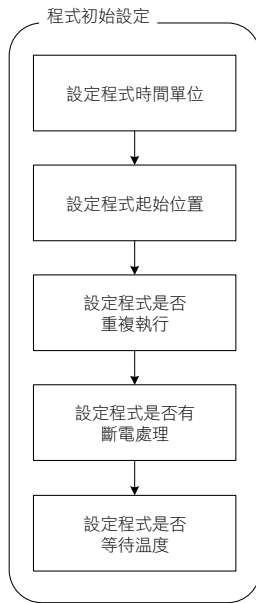 程式初始設定
設定程式時間單位
設定程式起始位置
設定程式是否
重複執行
設定程式是否有
斷電處理
設定程式是否
等待温度